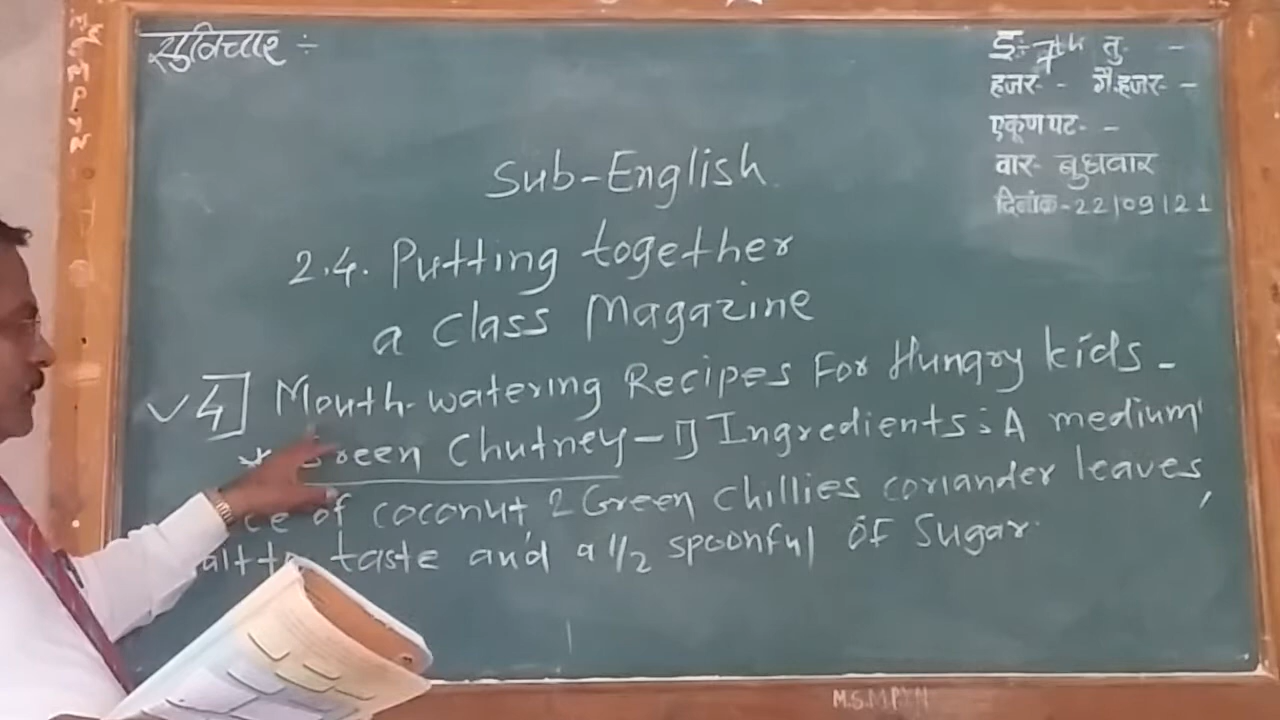 सुविचार ÷
इ÷ 7th तु- -
हजर- - गैरहजर- -
एकूण पट- -
वार- बुधवार
दिनांक-22/09/21
Sub-English
2.4. Putting together
a Class Magazine
✓ 4] Mouth-watering Recipes For Hungry kids -
* Green Chutney - 1] Ingredients: A medium
of coconut, 2 Green Chillies coriander leaves,
taste and a 1/2 spoonful of Sugar.